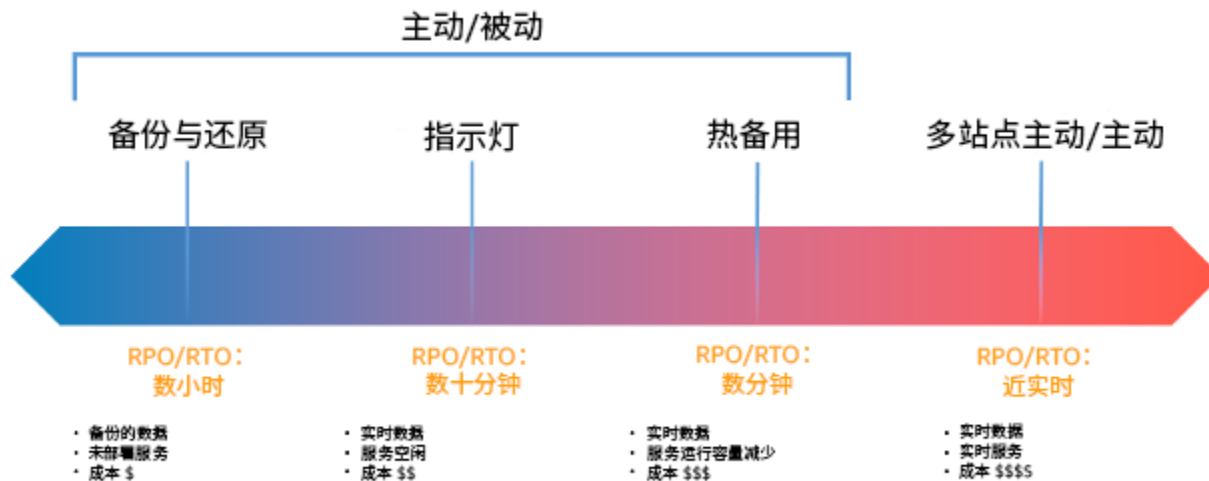 主动/被动
备份与还原
指示灯
热备用
多站点主动/主动
RPO/RTO：
数小时
RPO/RTO：
数十分钟
RPO/RTO：
数分钟
RPO/RTO：
近实时
· 备份的数据
· 未部署服务
· 成本 $
· 实时数据
· 服务空闲
· 成本 $$
· 实时数据
· 服务运行容量减少
· 成本 $$$
· 实时数据
· 实时服务
· 成本 $$$$